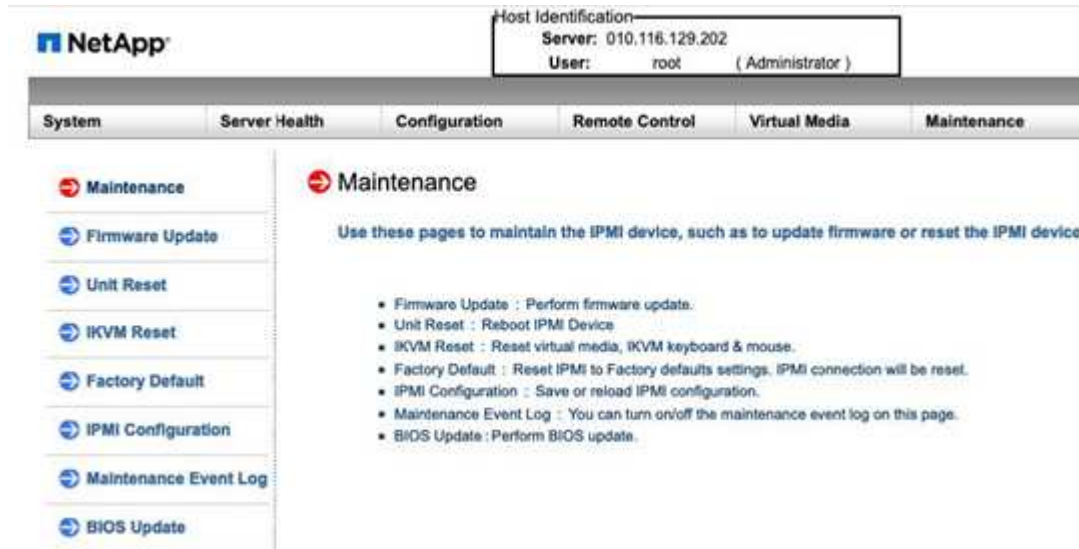 NetApp
Host Identification
Server: 010.116.129.202
User: root ( Administrator )
System Server Health Configuration Remote Control Virtual Media Maintenance
Maintenance
Firmware Update
Unit Reset
IKVM Reset
Factory Default
IPMI Configuration
Maintenance Event Log
BIOS Update
Maintenance
Use these pages to maintain the IPMI device, such as to update firmware or reset the IPMI device
• Firmware Update : Perform firmware update.
• Unit Reset : Reboot IPMI Device
• IKVM Reset : Reset virtual media, IKVM keyboard & mouse.
• Factory Default : Reset IPMI to Factory defaults settings. IPMI connection will be reset.
• IPMI Configuration : Save or reload IPMI configuration.
• Maintenance Event Log : You can turn on/off the maintenance event log on this page.
• BIOS Update : Perform BIOS update.